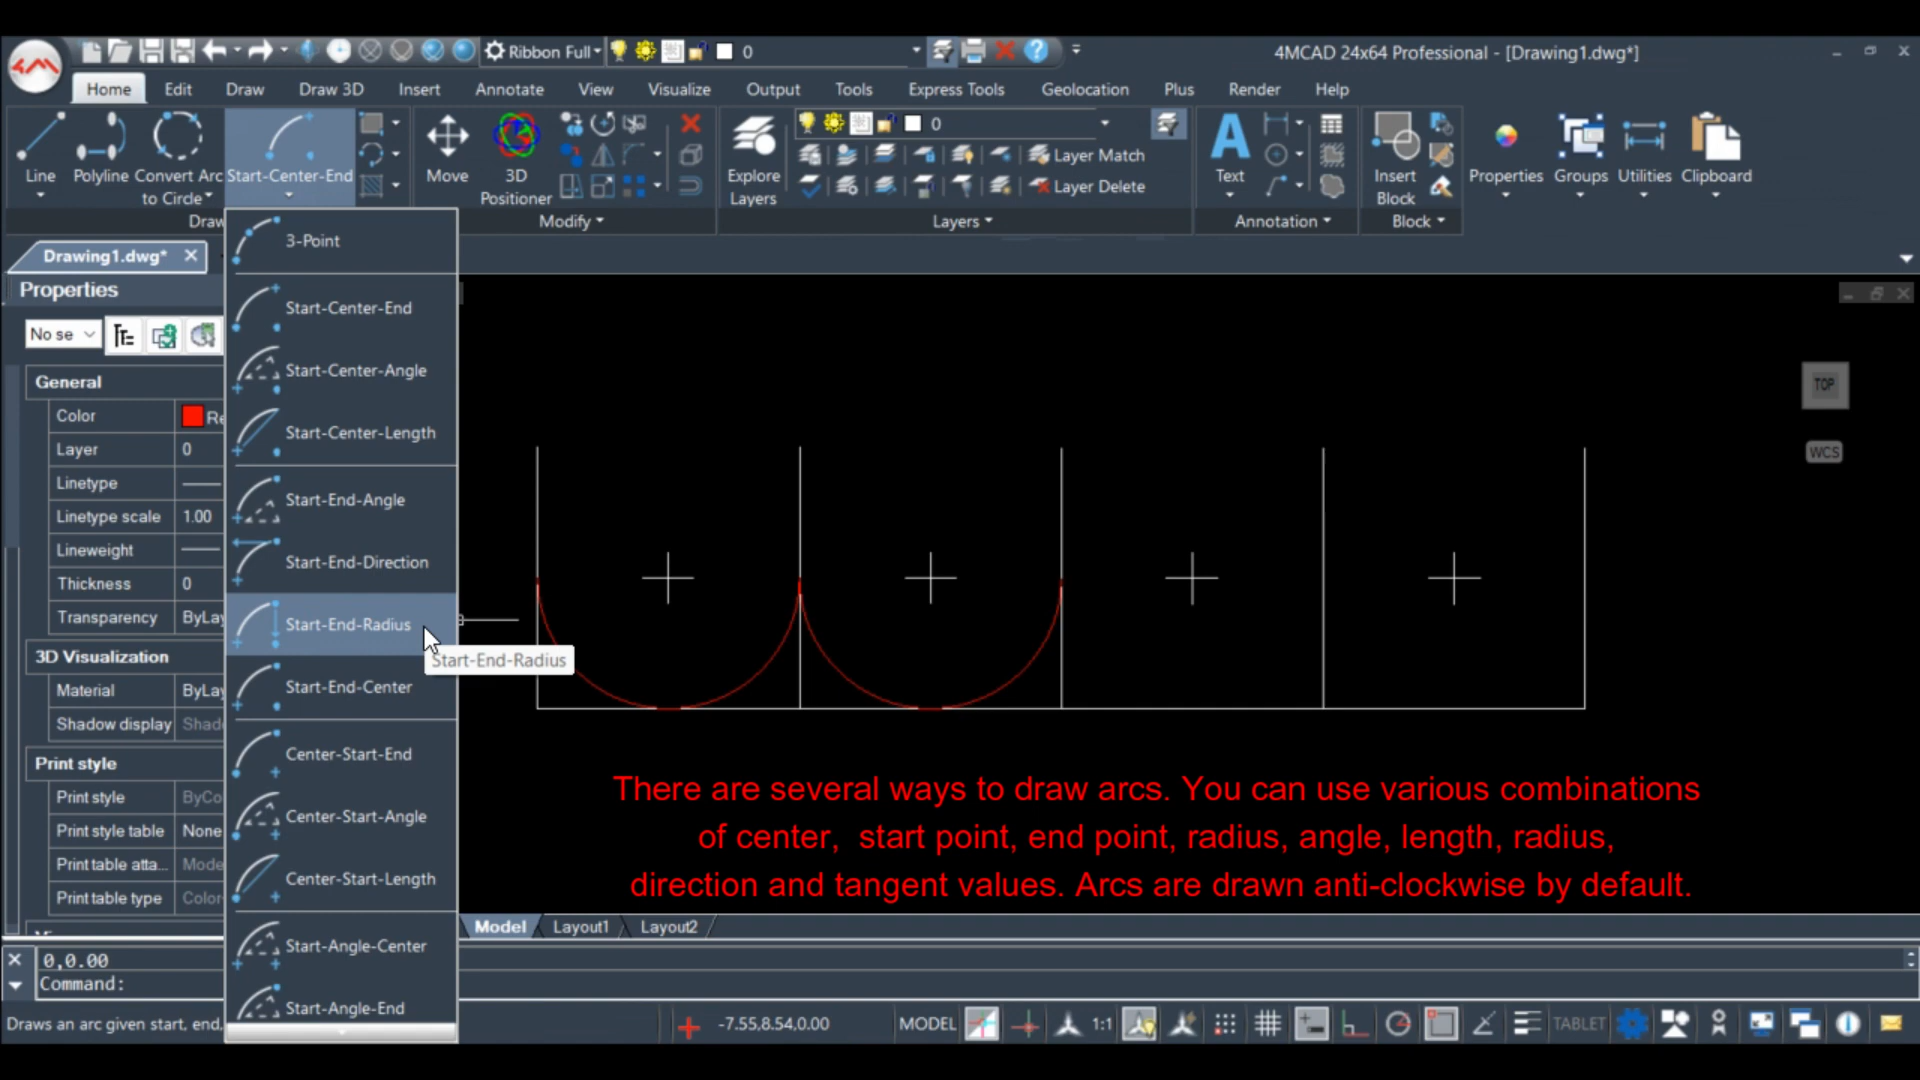 Ribbon Full
0
4MCAD 24x64 Professional - [Drawing1.dwg*]
Home Edit Draw Draw 3D Insert Annotate View Visualize Output Tools Express Tools Geolocation Plus Render Help
Line
Polyline
Convert Arc
to Circle
Start-Center-End
Move
3D
Positioner
Explore
Layers
0
Layer Match
Layer Delete
Text
Insert
Block
Properties
Groups
Utilities
Clipboard
Draw
Modify
Layers
Annotation
Block
Drawing1.dwg*
Properties
No se
General
Color Re
Layer 0
Linetype
Linetype scale 1.00
Lineweight
Thickness 0
Transparency ByLay
3D Visualization
Material ByLay
Shadow display Shad
Print style
Print style ByCo
Print style table None
Print table atta... Mode
Print table type Color
3-Point
Start-Center-End
Start-Center-Angle
Start-Center-Length
Start-End-Angle
Start-End-Direction
Start-End-Radius
Start-End-Center
Center-Start-End
Center-Start-Angle
Center-Start-Length
Start-Angle-Center
Start-Angle-End
Start-End-Radius
TOP
WCS
There are several ways to draw arcs. You can use various combinations
of center, start point, end point, radius, angle, length, radius,
direction and tangent values. Arcs are drawn anti-clockwise by default.
Model Layout1 Layout2
0,0.00
Command:
Draws an arc given start, end,
-7.55,8.54,0.00
MODEL
1:1
TABLET